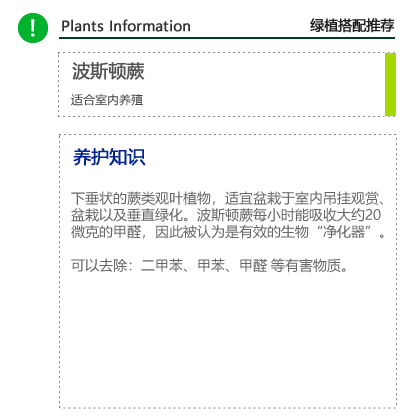 ! Plants Information 绿植搭配推荐
波斯顿蕨
适合室内养殖
养护知识
下垂状的蕨类观叶植物，适宜盆栽于室内吊挂观赏、
盆栽以及垂直绿化。波斯顿蕨每小时能吸收大约20
微克的甲醛，因此被认为是有效的生物“净化器”。
可以去除：二甲苯、甲苯、甲醛 等有害物质。